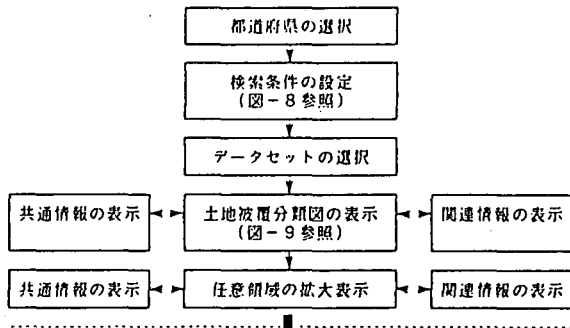 都道府県の選択
検索条件の設定
(図-8参照)
データセットの選択
共通情報の表示
土地被覆分類図の表示
(図-9参照)
関連情報の表示
共通情報の表示
任意領域の拡大表示
関連情報の表示